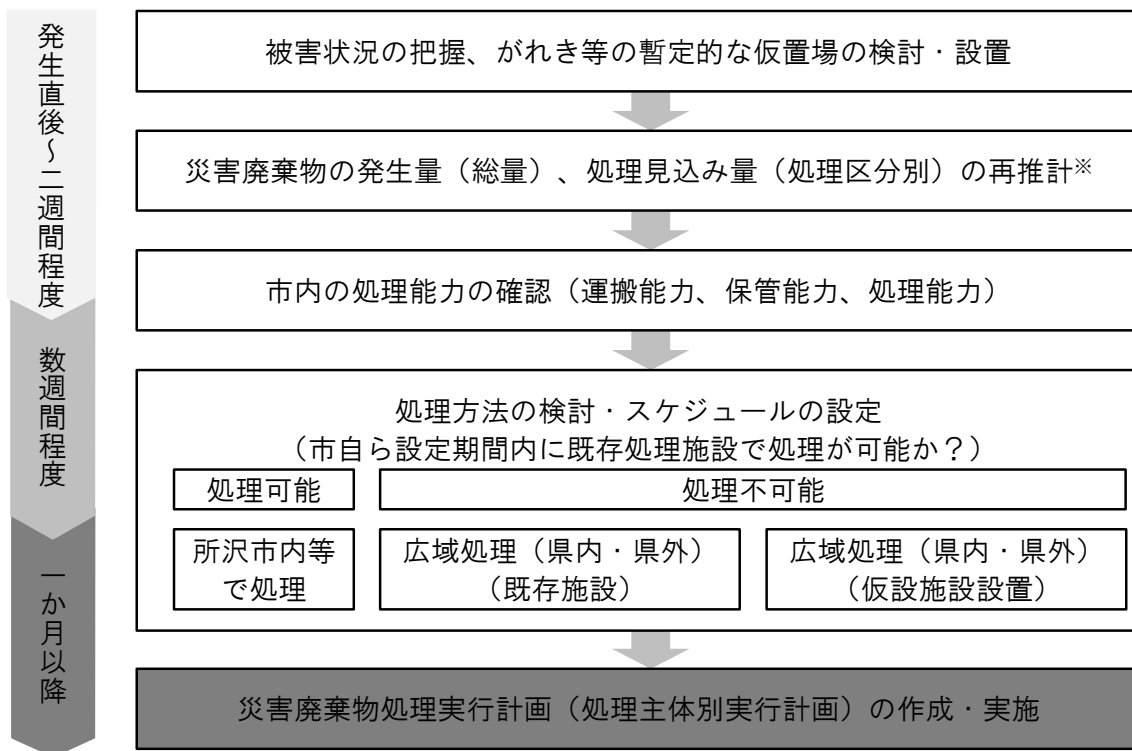 発生直後～二週間程度
被害状況の把握、がれき等の暫定的な仮置場の検討・設置
災害廃棄物の発生量（総量）、処理見込み量（処理区分別）の再推計※
市内の処理能力の確認（運搬能力、保管能力、処理能力）
数週間程度
処理方法の検討・スケジュールの設定
（市自ら設定期間内に既存処理施設で処理が可能か？）
処理可能
処理不可能
所沢市内等
で処理
広域処理（県内・県外）
（既存施設）
広域処理（県内・県外）
（仮設施設設置）
一か月以降
災害廃棄物処理実行計画（処理主体別実行計画）の作成・実施